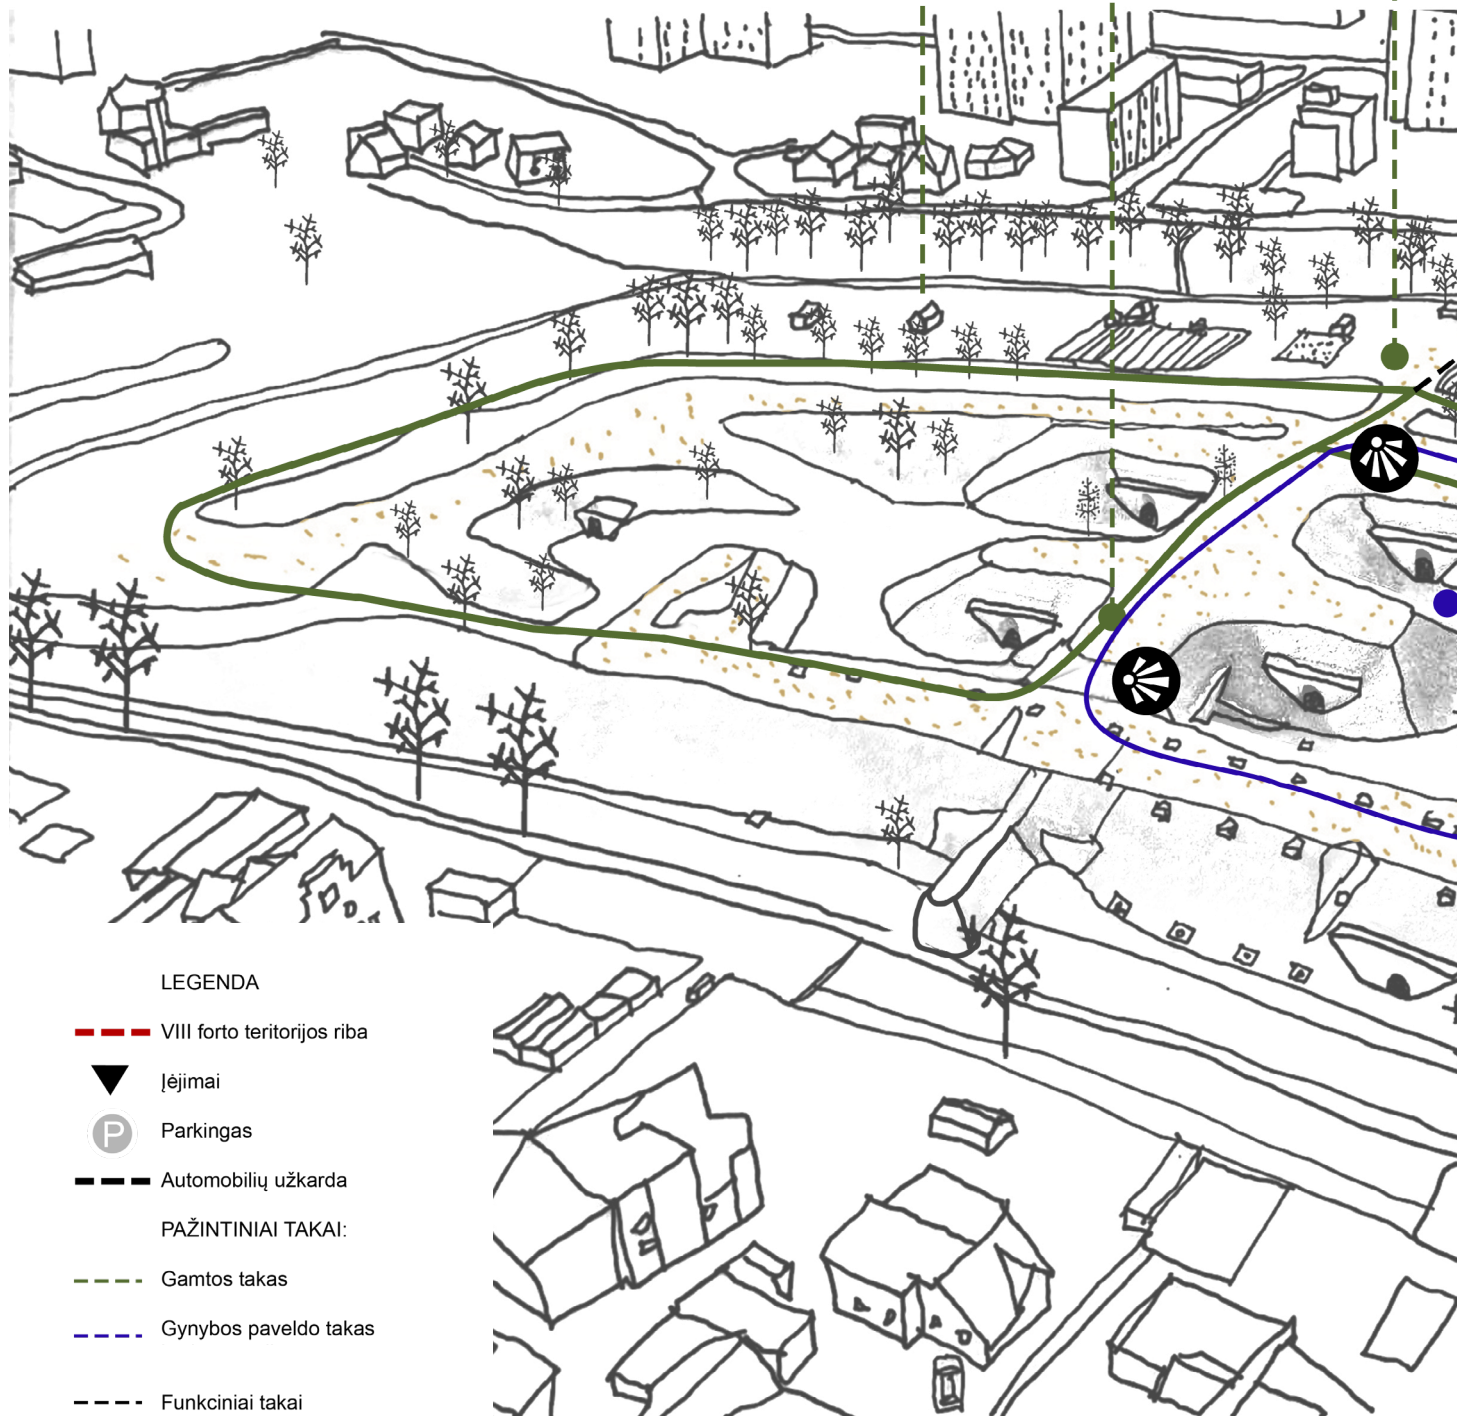 LEGENDA
VIII forto teritorijos riba
Įėjimai
P Parkingas
Automobilių užkarda
PAŽINTINIAI TAKAI:
Gamtos takas
Gynybos paveldo takas
Funkciniai takai